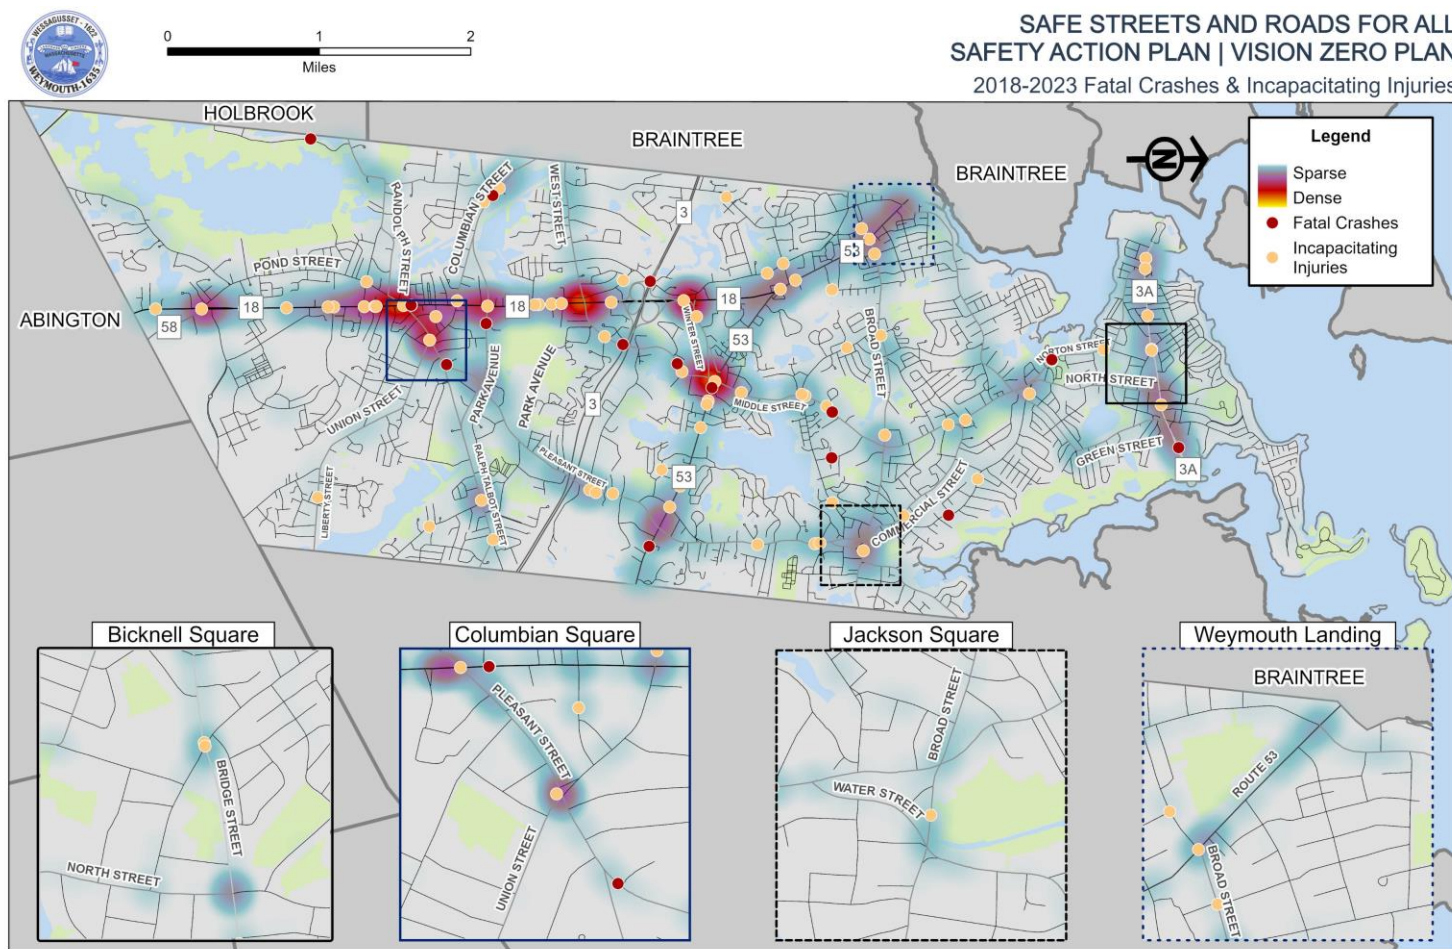 WESSAGUSSET - 1622
WEYMOUTH-1635
0
1
2
Miles
SAFE STREETS AND ROADS FOR ALL
SAFETY ACTION PLAN | VISION ZERO PLAN
2018-2023 Fatal Crashes & Incapacitating Injuries
HOLBROOK
BRAINTREE
BRAINTREE
ABINGTON
N
Legend
Sparse
Dense
Fatal Crashes
Incapacitating
Injuries
RANDOLPH STREET
COLUMBIAN STREET
WEST STREET
POND STREET
3
53
58
18
18
18
53
3
53
3A
3A
WINTER STREET
BROAD STREET
NORTON STREET
NORTH STREET
PARK AVENUE
PARK AVENUE
UNION STREET
MIDDLE STREET
GREEN STREET
PLEASANT STREET
RALPH TALBOT STREET
LIBERTY STREET
COMMERCIAL STREET
Bicknell Square
BRIDGE STREET
NORTH STREET
Columbian Square
PLEASANT STREET
UNION STREET
Jackson Square
BROAD STREET
WATER STREET
Weymouth Landing
BRAINTREE
ROUTE 53
BROAD STREET